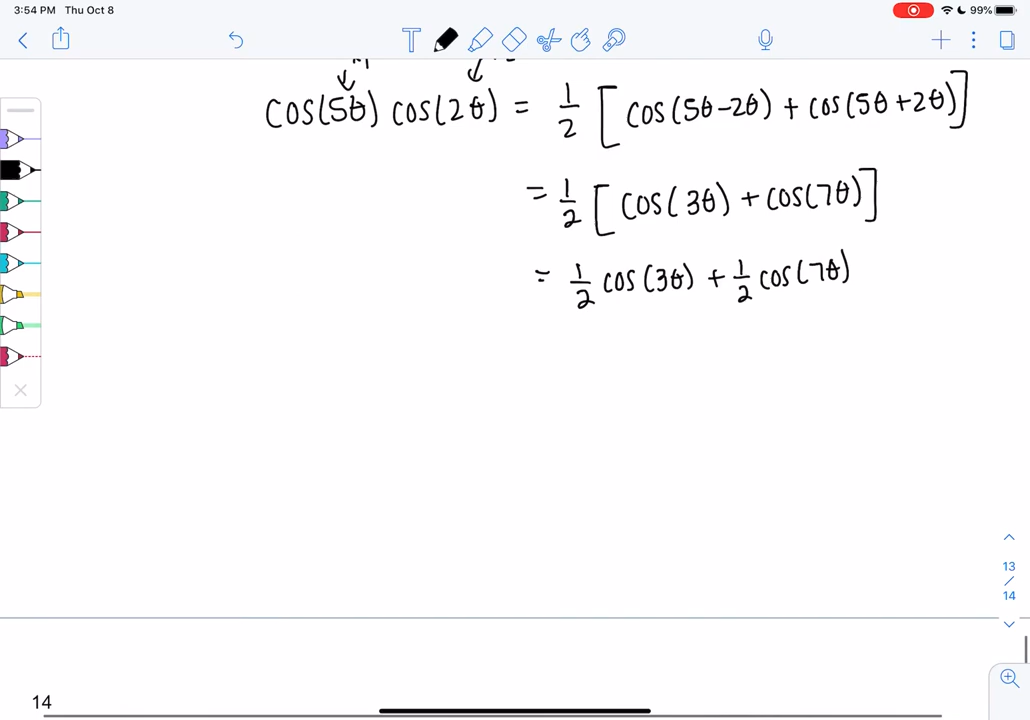 3:54 PM Thu Oct 8 99%
T
cos(5θ) cos(2θ) = 1/2 [cos(5θ-2θ) + cos(5θ+2θ)]
= 1/2 [cos(3θ) + cos(7θ)]
= 1/2 cos(3θ) + 1/2 cos(7θ)
13
/
14
14